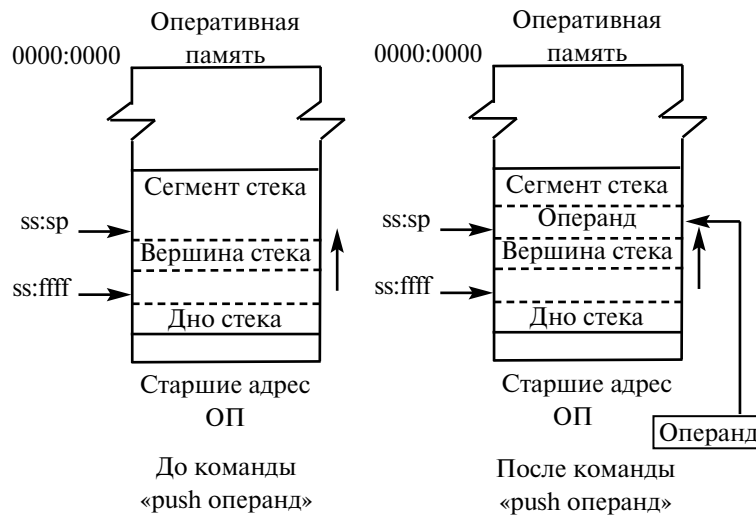 Оперативная
память
0000:0000
Сегмент стека
ss:sp
Вершина стека
ss:ffff
Дно стека
Старшие адрес
ОП
До команды
«push операнд»
Оперативная
память
0000:0000
Сегмент стека
ss:sp
Операнд
Вершина стека
ss:ffff
Дно стека
Старшие адрес
ОП
Операнд
После команды
«push операнд»